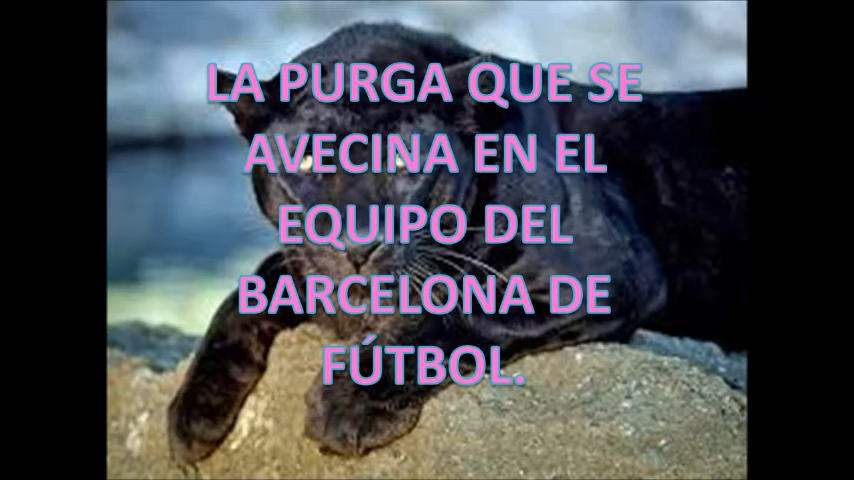 LA PURGA QUE SE
AVECINA EN EL
EQUIPO DEL
BARCELONA DE
FÚTBOL.